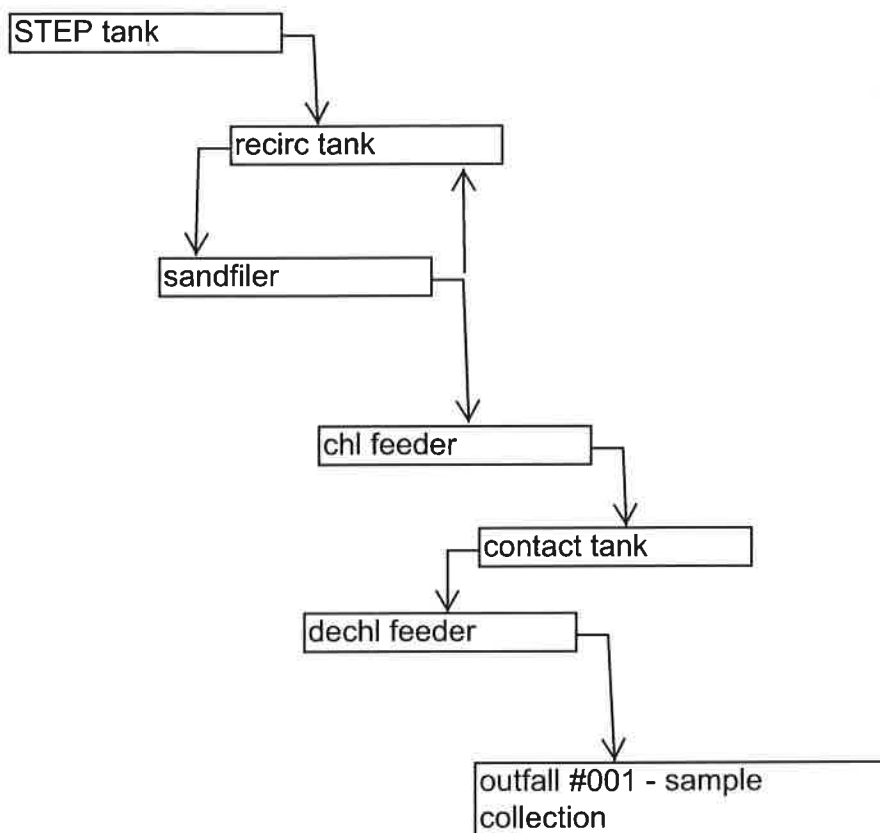 STEP tank
recirc tank
sandfiler
chl feeder
contact tank
dechl feeder
outfall #001 - sample
collection